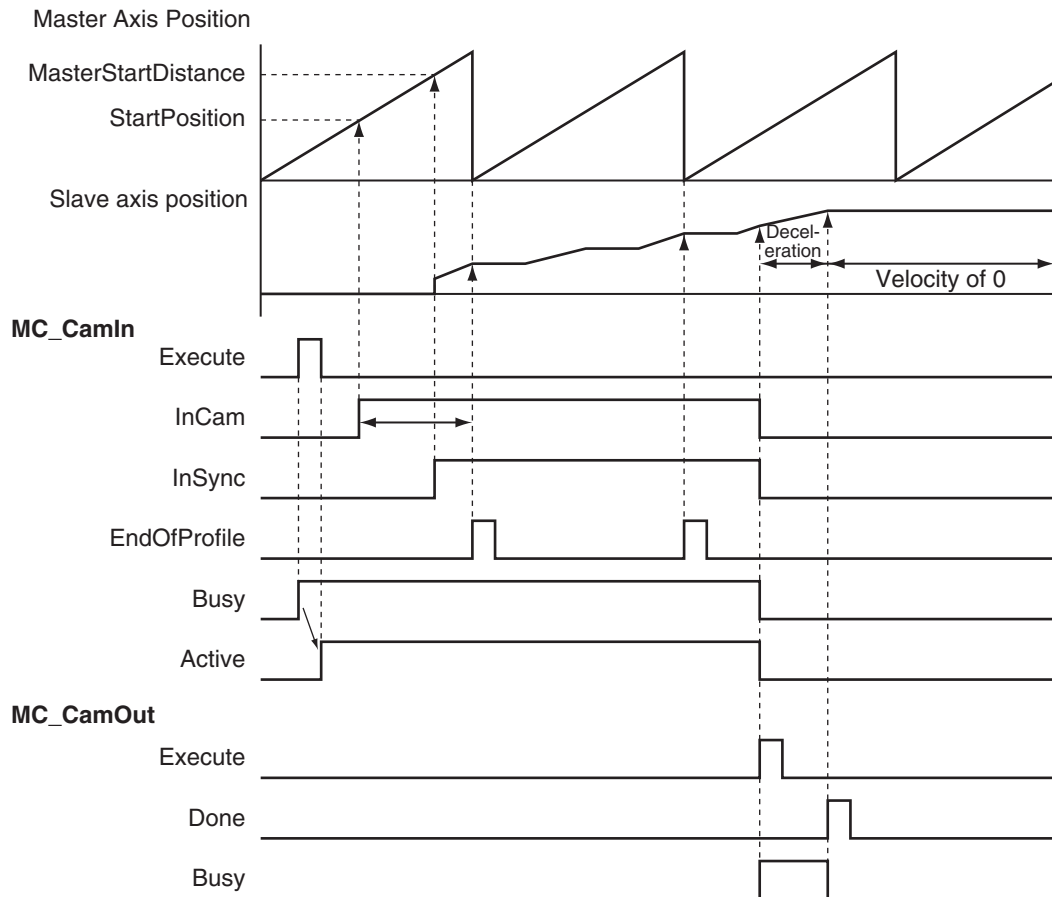 Master Axis Position
MasterStartDistance
StartPosition
Slave axis position
Decel-
eration
Velocity of 0
MC_CamIn
Execute
InCam
InSync
EndOfProfile
Busy
Active
MC_CamOut
Execute
Done
Busy